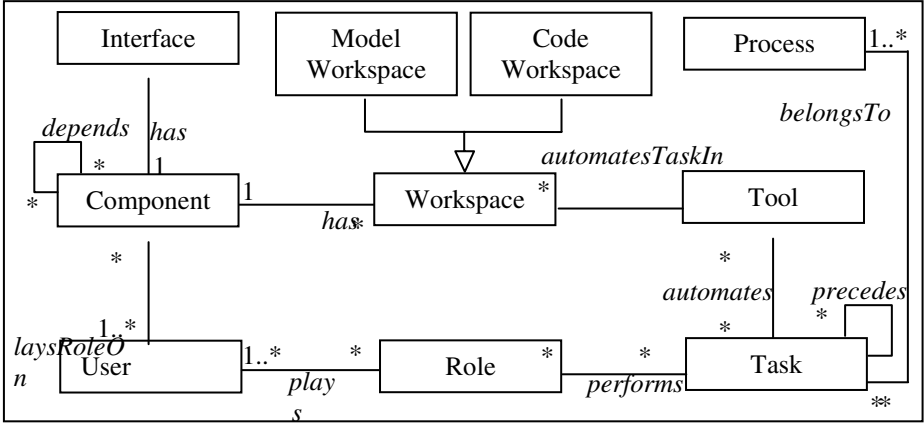 Interface
Model
Workspace
Code
Workspace
Process
1..*
belongsTo
depends
has
*
1
*
automatesTaskIn
Component
1
has
*
Workspace
*
Tool
*
*
automates
precedes
*
*
1..*
laysRoleO
n
User
1..*
play
s
*
Role
*
*
performs
Task
**